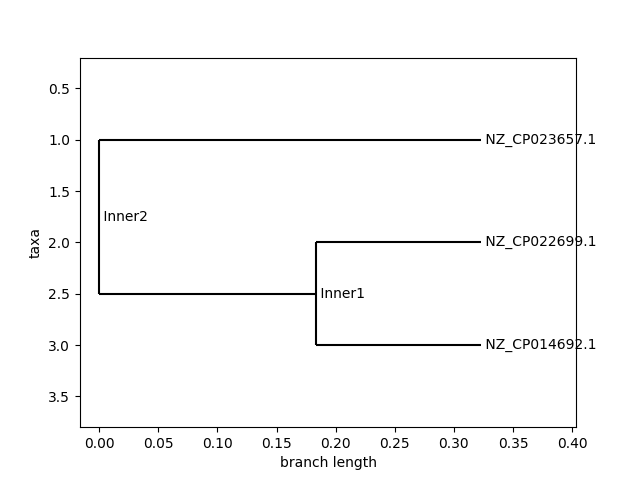 0.5
1.0
1.5
2.0
2.5
3.0
3.5
taxa
NZ_CP023657.1
Inner2
NZ_CP022699.1
Inner1
NZ_CP014692.1
0.00 0.05 0.10 0.15 0.20 0.25 0.30 0.35 0.40
branch length